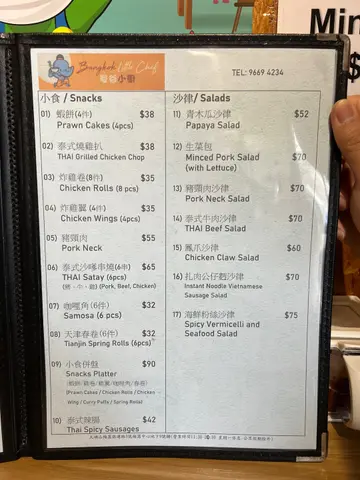 Min
$
Bangkok Little Chef
曼谷小廚
TEL: 9669 4234
小食 / Snacks
01) 蝦餅(4件) $38
Prawn Cakes (4pcs)
02) 泰式燒雞扒 $38
THAI Grilled Chicken Chop
03) 炸雞卷(8件) $35
Chicken Rolls (8 pcs)
04) 炸雞翼(4件) $35
Chicken Wings (4pcs)
05) 豬頸肉 $55
Pork Neck
06) 泰式沙嗲串燒(6件) $65
THAI Satay (6pcs)
(豬、牛、雞) (Pork, Beef, Chicken)
07) 咖喱角(6件) $32
Samosa (6 pcs)
08) 天津春卷(6件) $32
Tianjin Spring Rolls (6pcs)
09) 小食併盤 $90
Snacks Platter
(Prawn Cakes / Chicken Rolls / Chicken
Wing / Curry Puffs / Spring Rolls)
10) 泰式辣腸 $42
Thai Spicy Sausages
沙律/ Salads
11) 青木瓜沙律 $52
Papaya Salad
12) 生菜包
Minced Pork Salad $70
(with Lettuce)
13) 豬頸肉沙律 $70
Pork Neck Salad
14) 泰式牛肉沙律 $70
THAI Beef Salad
15) 鳳爪沙律 $60
Chicken Claw Salad
16) 扎肉公仔麵沙律 $70
Instant Noodle Vietnamese
Sausage Salad
17) 海鮮粉絲沙律 $75
Spicy Vermicelli and
Seafood Salad